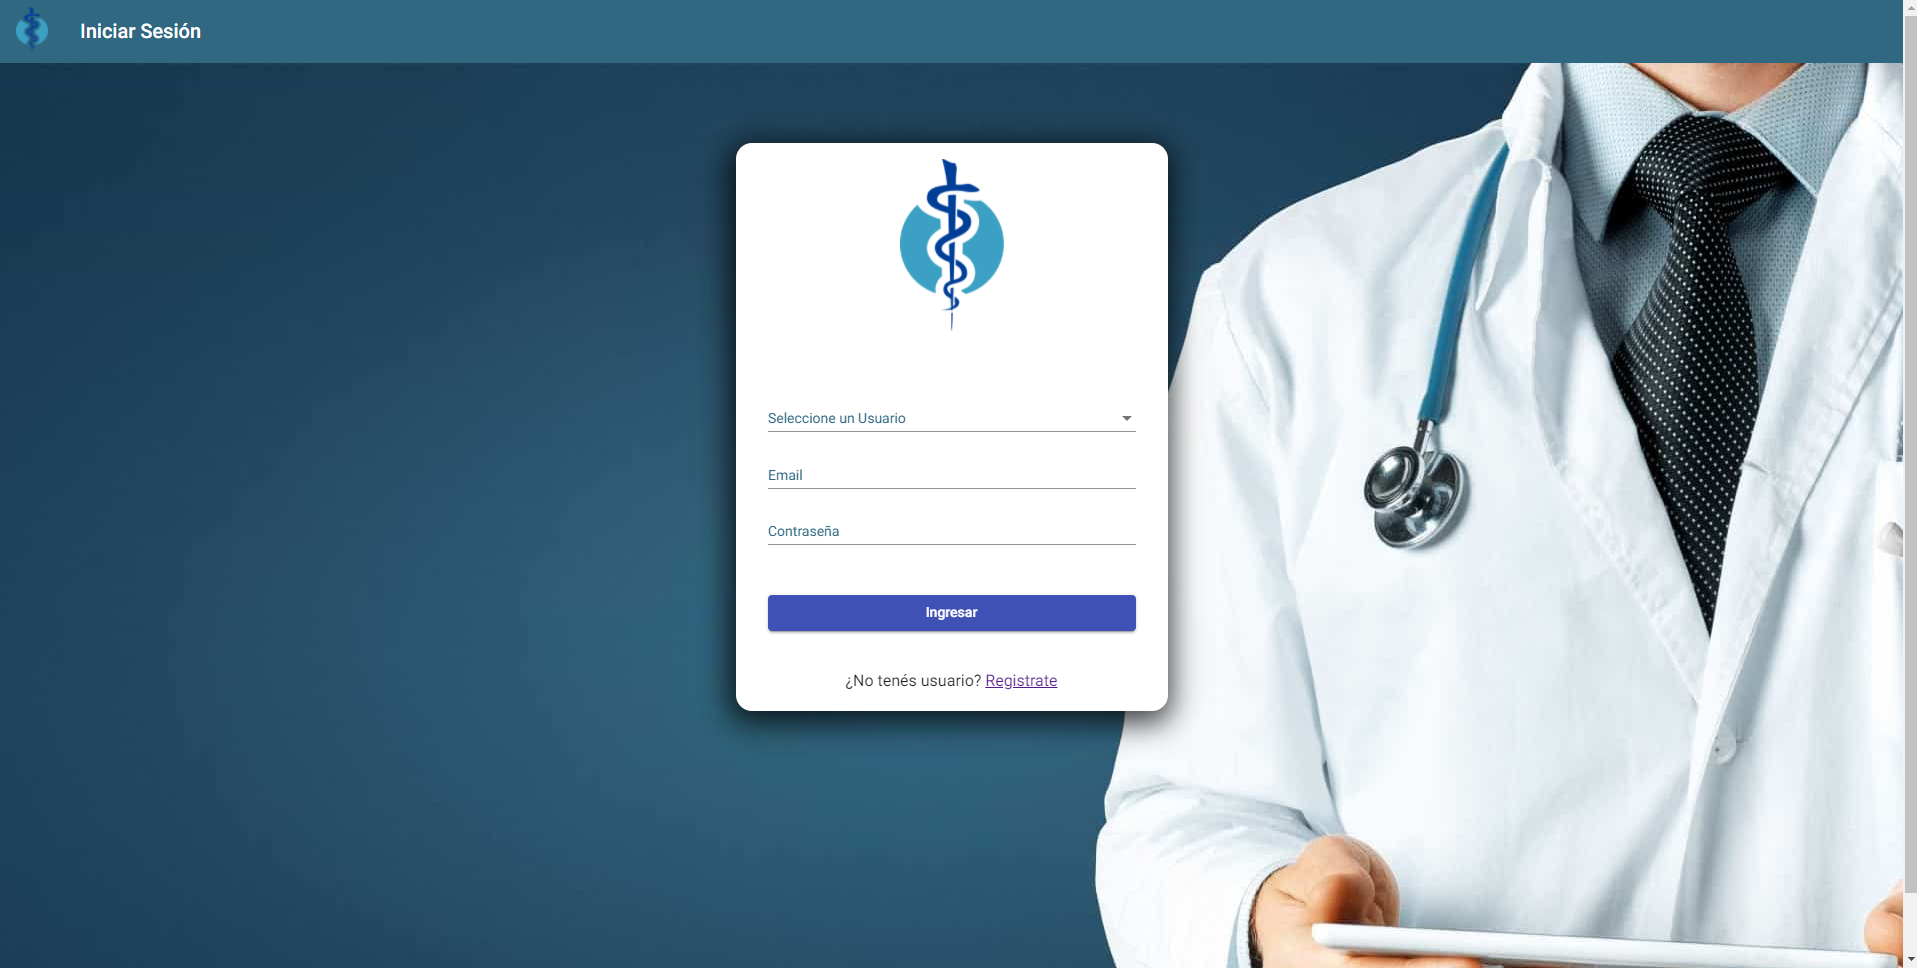 Iniciar Sesión
Seleccione un Usuario
Email
Contraseña
Ingresar
¿No tenés usuario? Registrate